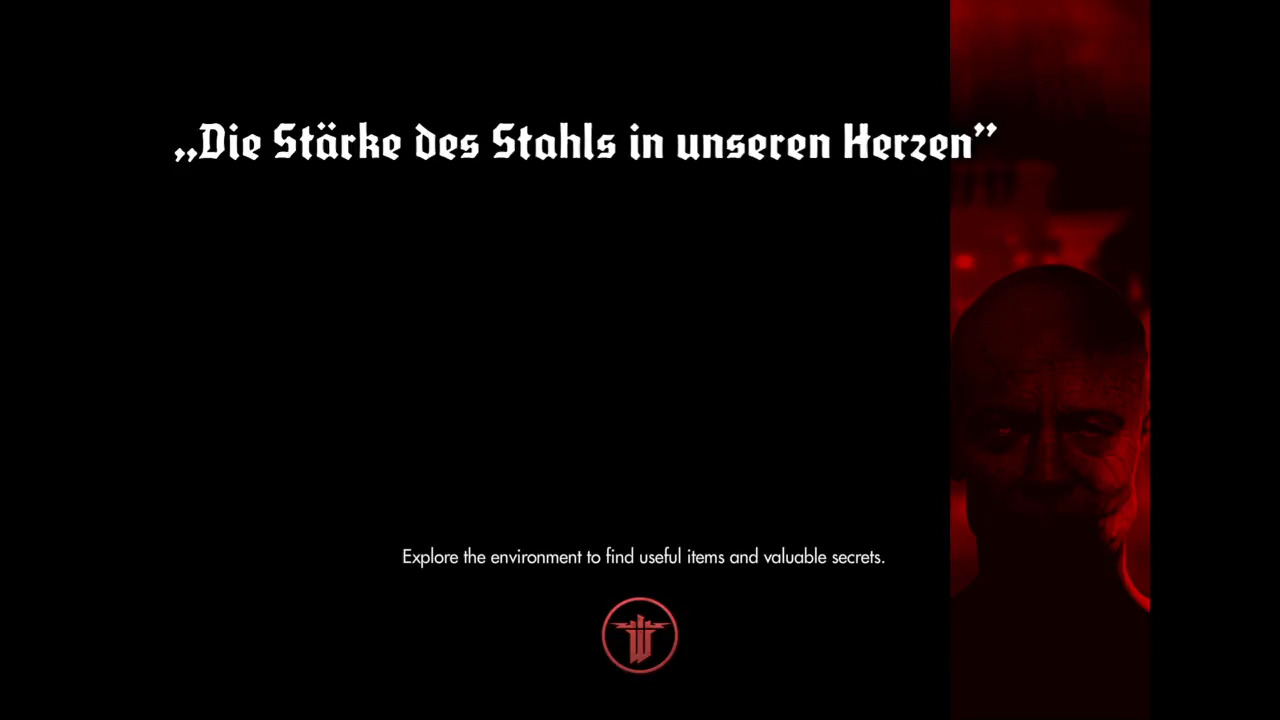 „Die Stärke des Stahls in unseren Herzen”
Explore the environment to find useful items and valuable secrets.